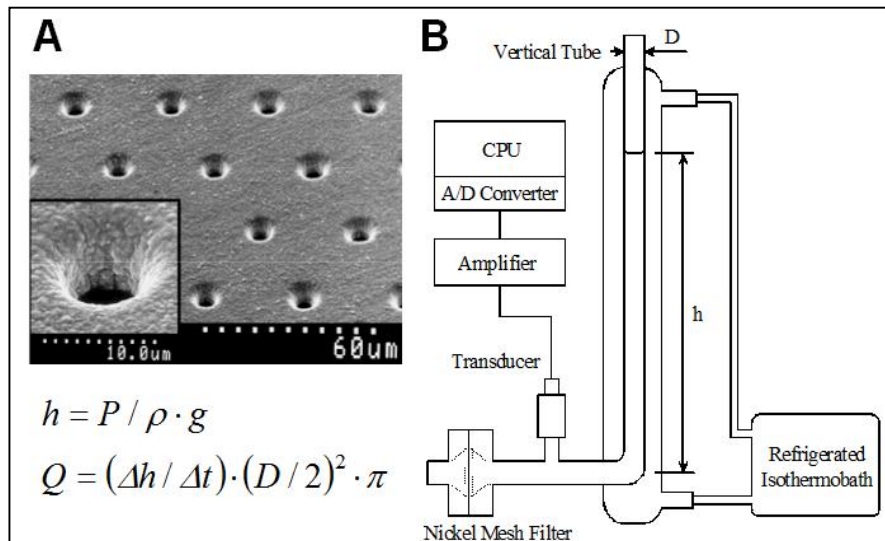 A
10.0um
60um
h = P / ρ · g
Q = (Δh / Δt) · (D / 2)² · π
B
Vertical Tube
D
CPU
A/D Converter
Amplifier
h
Transducer
Refrigerated
Isothermobath
Nickel Mesh Filter